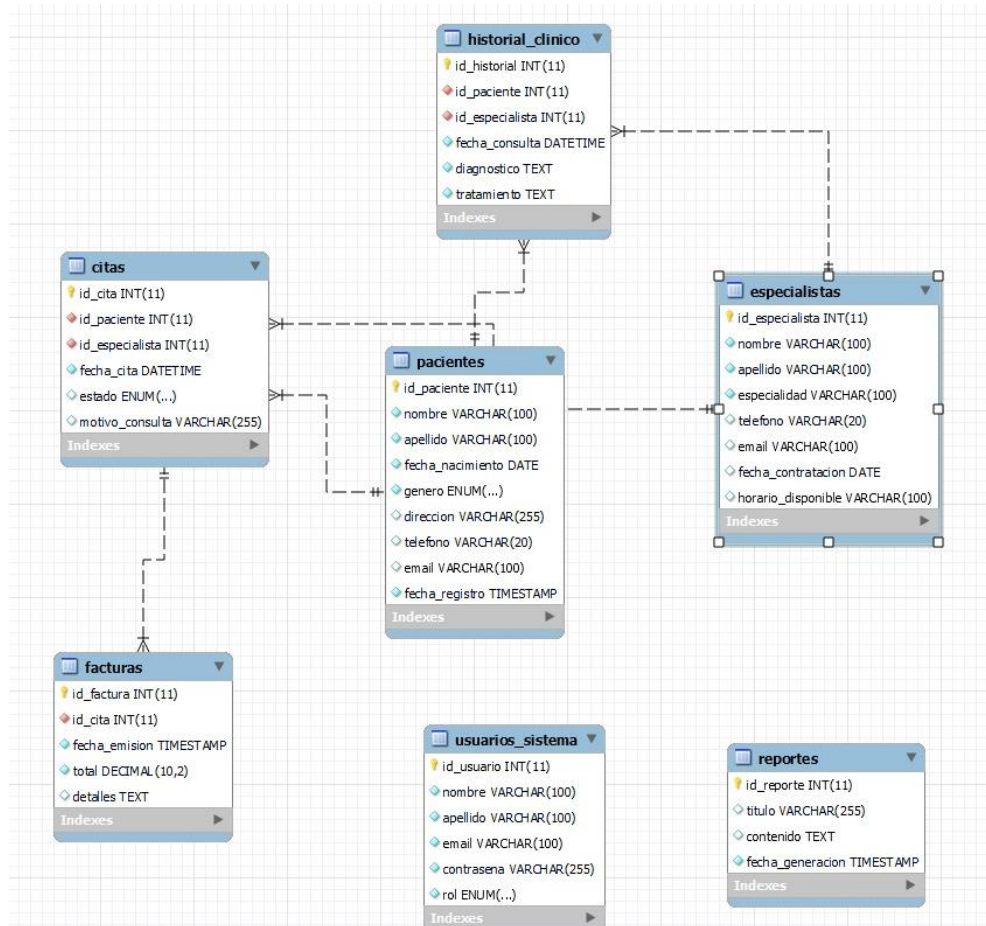 historial_clinico
id_historial INT(11)
id_paciente INT(11)
id_especialista INT(11)
fecha_consulta DATETIME
diagnostico TEXT
tratamiento TEXT
Indexes
citas
id_cita INT(11)
id_paciente INT(11)
id_especialista INT(11)
fecha_cita DATETIME
estado ENUM(...)
motivo_consulta VARCHAR(255)
Indexes
pacientes
id_paciente INT(11)
nombre VARCHAR(100)
apellido VARCHAR(100)
fecha_nacimiento DATE
genero ENUM(...)
direccion VARCHAR(255)
telefono VARCHAR(20)
email VARCHAR(100)
fecha_registro TIMESTAMP
Indexes
especialistas
id_especialista INT(11)
nombre VARCHAR(100)
apellido VARCHAR(100)
especialidad VARCHAR(100)
telefono VARCHAR(20)
email VARCHAR(100)
fecha_contratacion DATE
horario_disponible VARCHAR(100)
Indexes
facturas
id_factura INT(11)
id_cita INT(11)
fecha_emision TIMESTAMP
total DECIMAL(10,2)
detalles TEXT
Indexes
usuarios_sistema
id_usuario INT(11)
nombre VARCHAR(100)
apellido VARCHAR(100)
email VARCHAR(100)
contrasena VARCHAR(255)
rol ENUM(...)
Indexes
reportes
id_reporte INT(11)
titulo VARCHAR(255)
contenido TEXT
fecha_generacion TIMESTAMP
Indexes